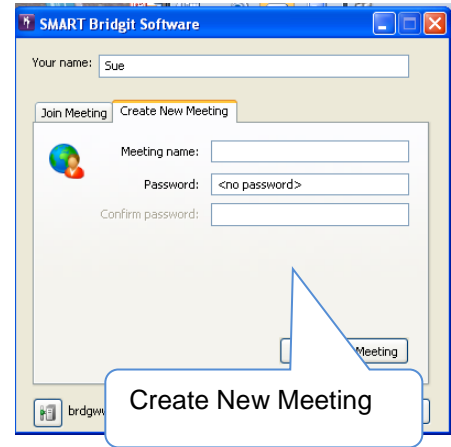 SMART Bridgit Software
Your name: Sue
Join Meeting Create New Meeting
Meeting name:
Password: <no password>
Confirm password:
Meeting
Create New Meeting